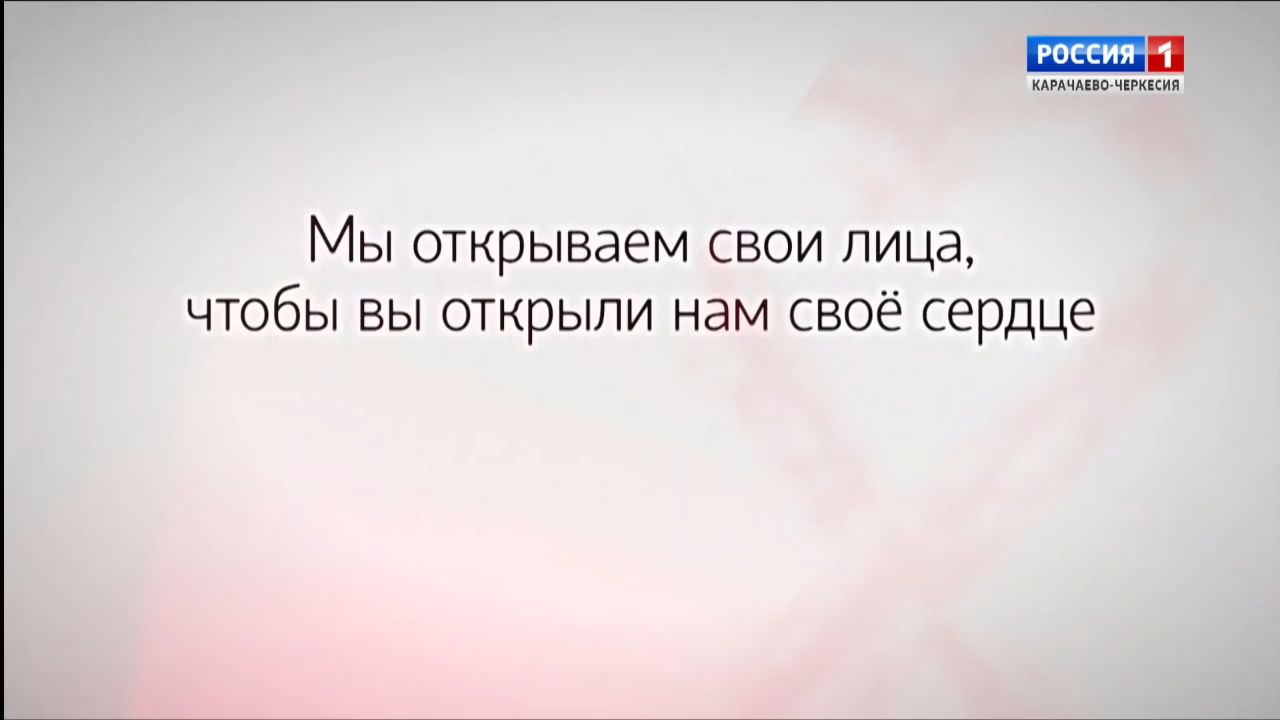 РОССИЯ 1
КАРАЧАЕВО-ЧЕРКЕСИЯ
Мы открываем свои лица,
чтобы вы открыли нам своё сердце